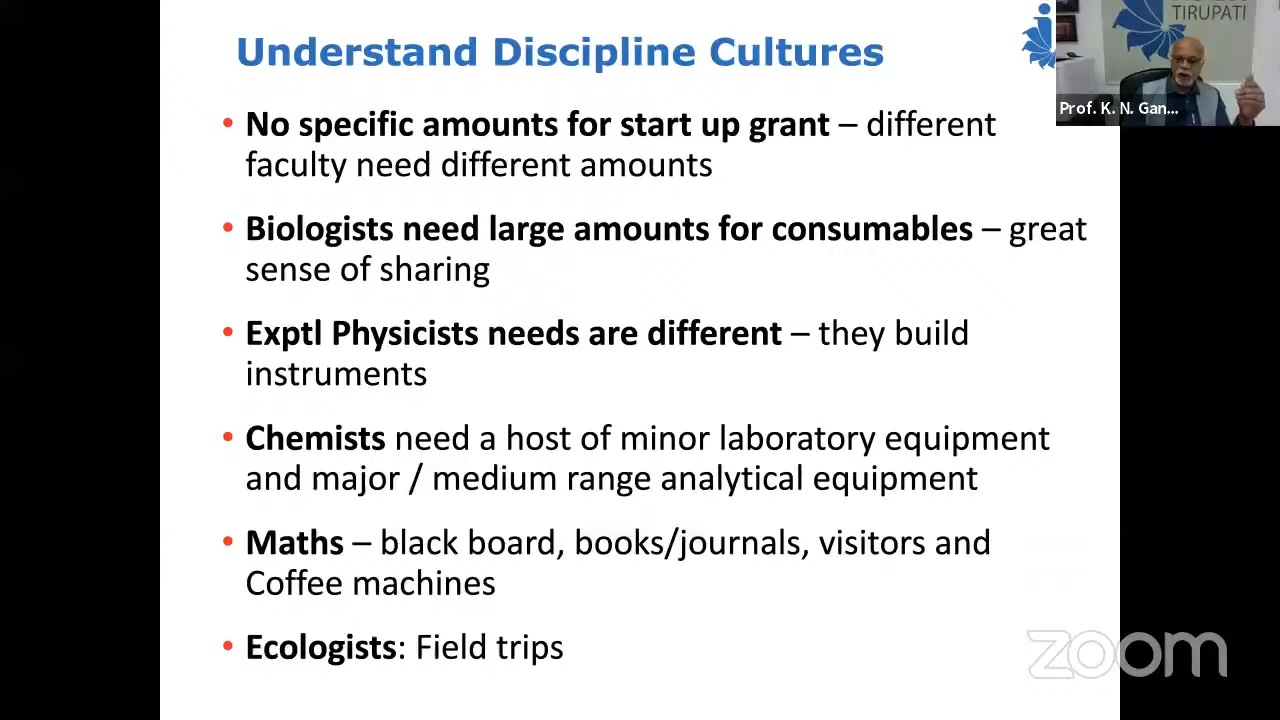 Understand Discipline Cultures
TIRUPATI
Prof. K. N. Gan...
• No specific amounts for start up grant – different
faculty need different amounts
• Biologists need large amounts for consumables – great
sense of sharing
• Exptl Physicists needs are different – they build
instruments
• Chemists need a host of minor laboratory equipment
and major / medium range analytical equipment
• Maths – black board, books/journals, visitors and
Coffee machines
• Ecologists: Field trips
zoom